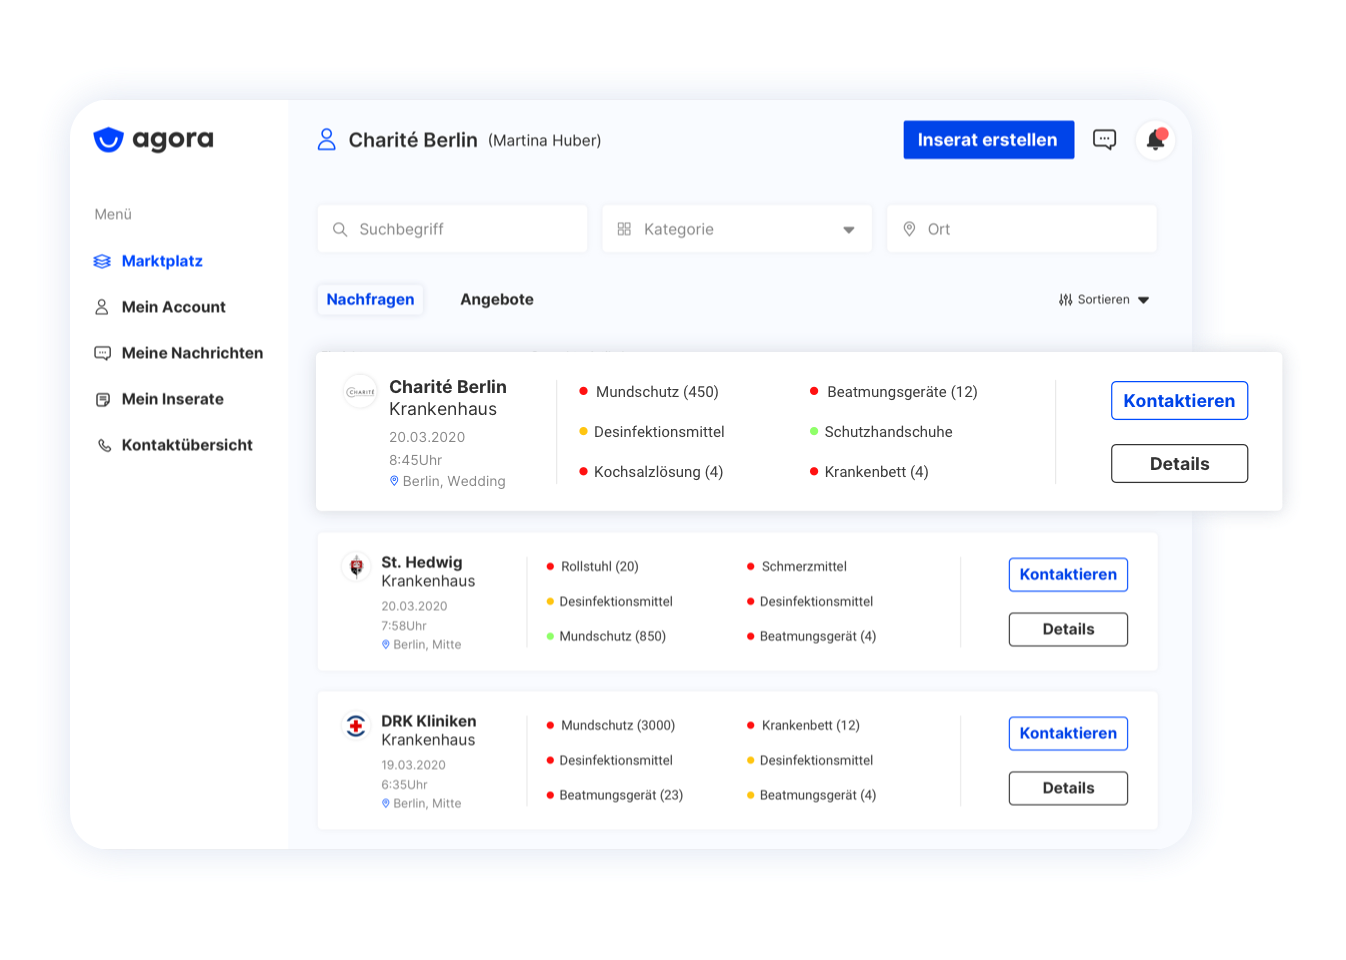 agora
Charité Berlin (Martina Huber)
Inserat erstellen
Menü
Marktplatz
Mein Account
Meine Nachrichten
Mein Inserate
Kontaktübersicht
Suchbegriff
Kategorie
Ort
Nachfragen
Angebote
Sortieren
CHARITÉ
Charité Berlin
Krankenhaus
20.03.2020
8:45Uhr
Berlin, Wedding
Mundschutz (450)
Desinfektionsmittel
Kochsalzlösung (4)
Beatmungsgeräte (12)
Schutzhandschuhe
Krankenbett (4)
Kontaktieren
Details
St. Hedwig
Krankenhaus
20.03.2020
7:58Uhr
Berlin, Mitte
Rollstuhl (20)
Desinfektionsmittel
Mundschutz (850)
Schmerzmittel
Desinfektionsmittel
Beatmungsgerät (4)
Kontaktieren
Details
DRK Kliniken
Krankenhaus
19.03.2020
6:35Uhr
Berlin, Mitte
Mundschutz (3000)
Desinfektionsmittel
Beatmungsgerät (23)
Krankenbett (12)
Desinfektionsmittel
Beatmungsgerät (4)
Kontaktieren
Details